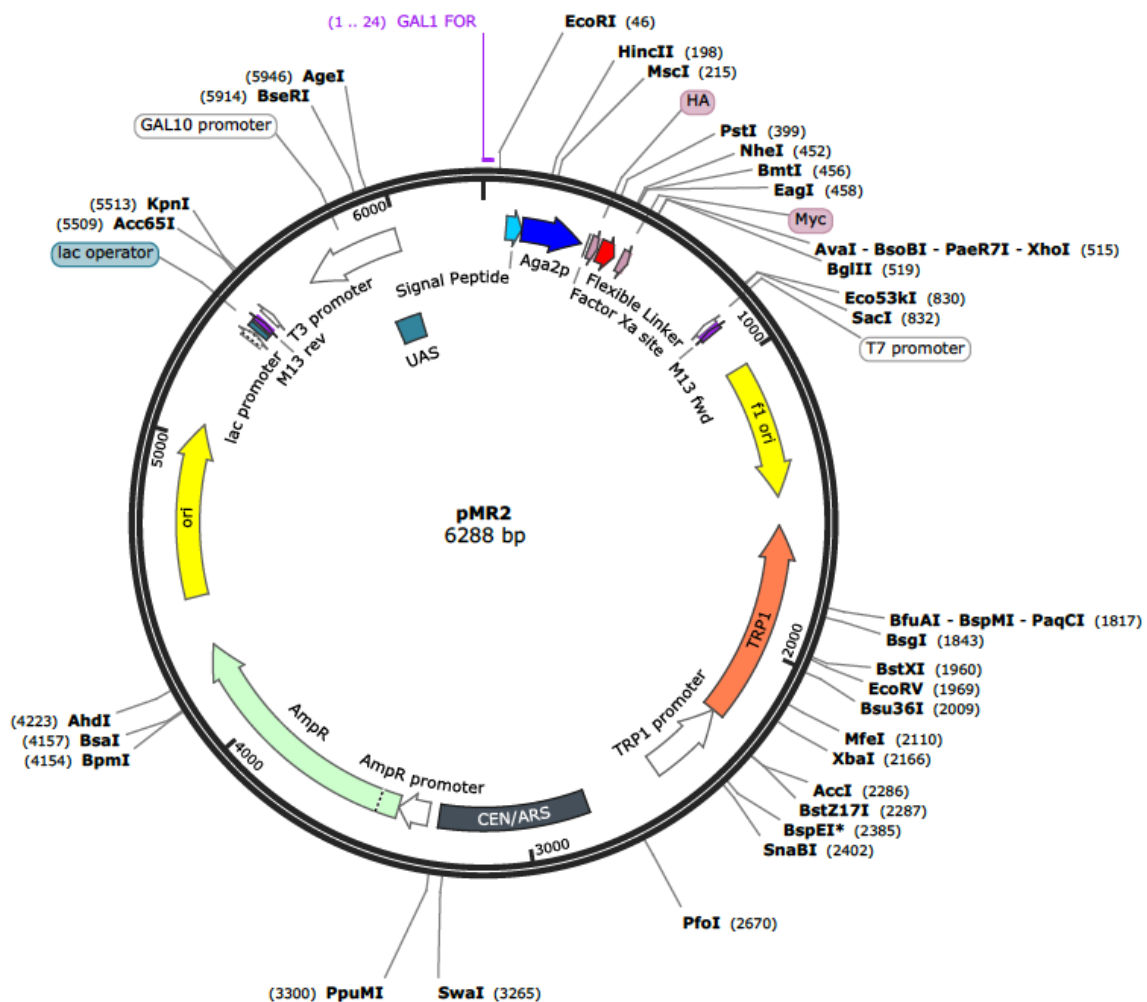 (1 .. 24) GAL1 FOR
EcoRI (46)
HincII (198)
MscI (215)
HA
PstI (399)
NheI (452)
BmtI (456)
EagI (458)
Myc
AvaI - BsoBI - PaeR7I - XhoI (515)
BglII (519)
Eco53kI (830)
SacI (832)
T7 promoter
BfuAI - BspMI - PaqCI (1817)
BsgI (1843)
BstXI (1960)
EcoRV (1969)
Bsu36I (2009)
MfeI (2110)
XbaI (2166)
AccI (2286)
BstZ17I (2287)
BspEI* (2385)
SnaBI (2402)
PfoI (2670)
SwaI (3265)
(3300) PpuMI
(4154) BpmI
(4157) BsaI
(4223) AhdI
lac operator
(5509) Acc65I
(5513) KpnI
GAL10 promoter
(5914) BseRI
(5946) AgeI
1000
2000
3000
4000
5000
6000
Signal Peptide
Aga2p
Factor Xa site
Flexible Linker
M13 fwd
f1 ori
TRP1
TRP1 promoter
CEN/ARS
AmpR promoter
AmpR
ori
lac promoter
M13 rev
T3 promoter
UAS
pMR2
6288 bp